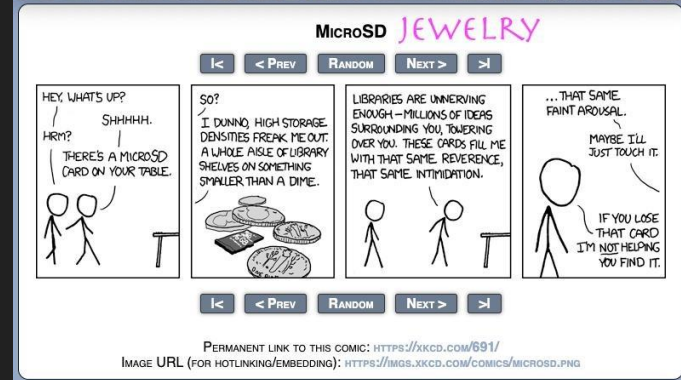 MicroSD JEWELRY
|< < Prev Random Next > >|
HEY, WHAT'S UP?
SHHHHH.
HRM?
THERE'S A MICROSD
CARD ON YOUR TABLE.
SO?
I DUNNO, HIGH STORAGE
DENSITIES FREAK ME OUT.
A WHOLE AISLE OF LIBRARY
SHELVES ON SOMETHING
SMALLER THAN A DIME.
LIBRARIES ARE UNNERVING
ENOUGH—MILLIONS OF IDEAS
SURROUNDING YOU, TOWERING
OVER YOU. THESE CARDS FILL ME
WITH THAT SAME REVERENCE,
THAT SAME INTIMIDATION.
...THAT SAME
FAINT AROUSAL.
MAYBE I'LL
JUST TOUCH IT.
IF YOU LOSE
THAT CARD
I'M NOT HELPING
YOU FIND IT.
|< < Prev Random Next > >|
Permanent link to this comic: https://xkcd.com/691/
Image URL (for hotlinking/embedding): https://imgs.xkcd.com/comics/microsd.png